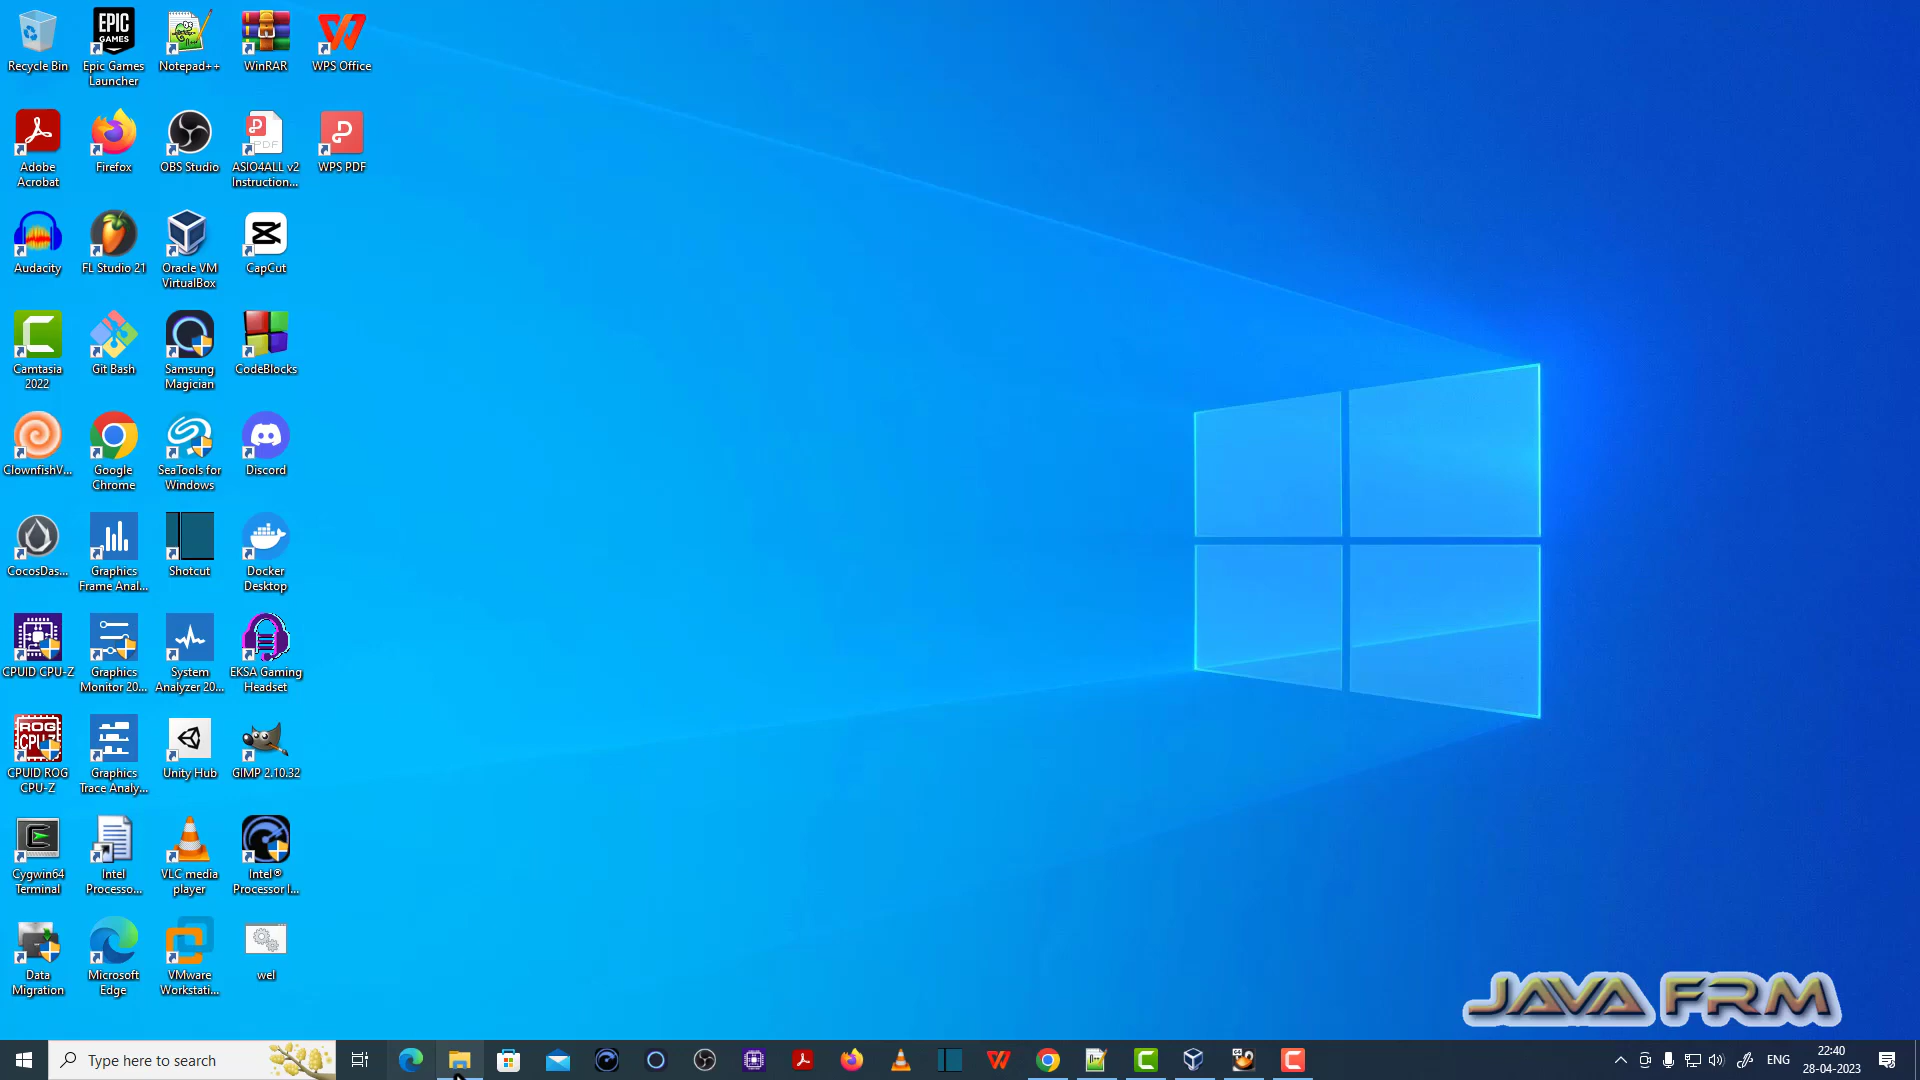 Recycle Bin
EPIC
GAMES
Epic Games
Launcher
Notepad++
WinRAR
WPS Office
Adobe
Acrobat
Firefox
OBS Studio
PDF
ASIO4ALL v2
Instruction...
WPS PDF
Audacity
FL Studio 21
Oracle VM
VirtualBox
CapCut
Camtasia
2022
Git Bash
Samsung
Magician
CodeBlocks
ClownfishV...
Google
Chrome
SeaTools for
Windows
Discord
CocosDas...
Graphics
Frame Anal...
Shotcut
Docker
Desktop
CPUID CPU-Z
Graphics
Monitor 20...
System
Analyzer 20...
EKSA Gaming
Headset
ROG
CPU-Z
CPUID ROG
CPU-Z
Graphics
Trace Analy...
Unity Hub
GIMP 2.10.32
Cygwin64
Terminal
Intel
Processo...
VLC media
player
Intel®
Processor I...
Data
Migration
Microsoft
Edge
VMware
Workstati...
wel
JAVA FRM
Type here to search
ENG
22:40
28-04-2023